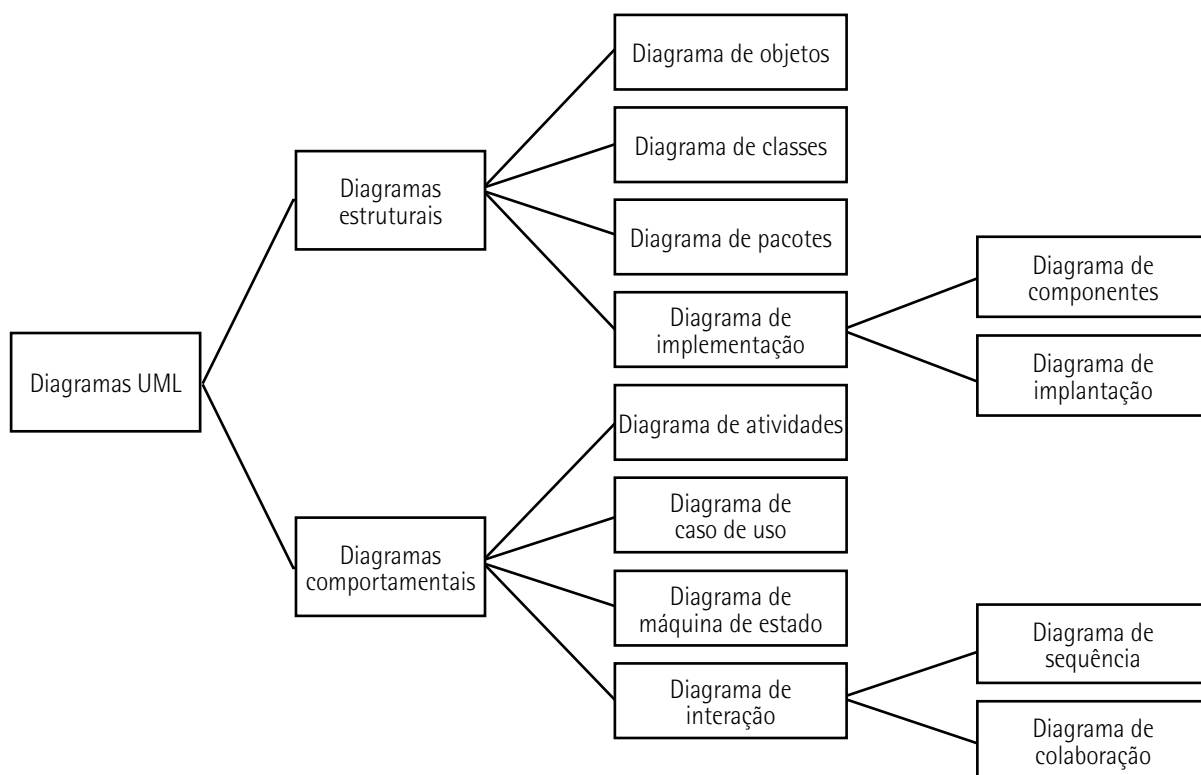 Diagramas UML
Diagramas
estruturais
Diagrama de objetos
Diagrama de classes
Diagrama de pacotes
Diagrama de
implementação
Diagrama de
componentes
Diagrama de
implantação
Diagramas
comportamentais
Diagrama de atividades
Diagrama de
caso de uso
Diagrama de
máquina de estado
Diagrama de
interação
Diagrama de
sequência
Diagrama de
colaboração